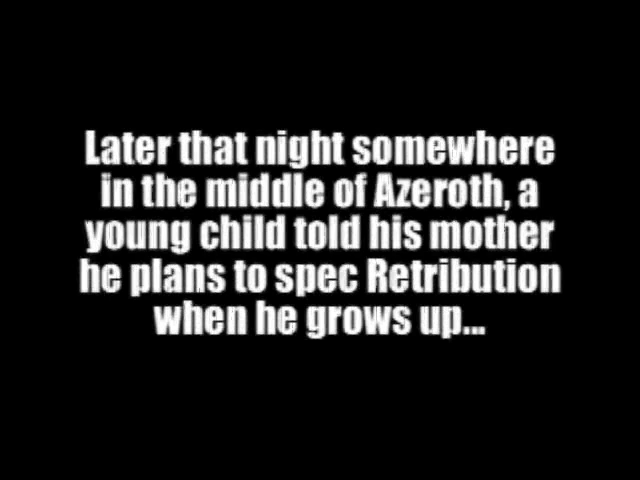 Later that night somewhere
in the middle of Azeroth, a
young child told his mother
he plans to spec Retribution
when he grows up...